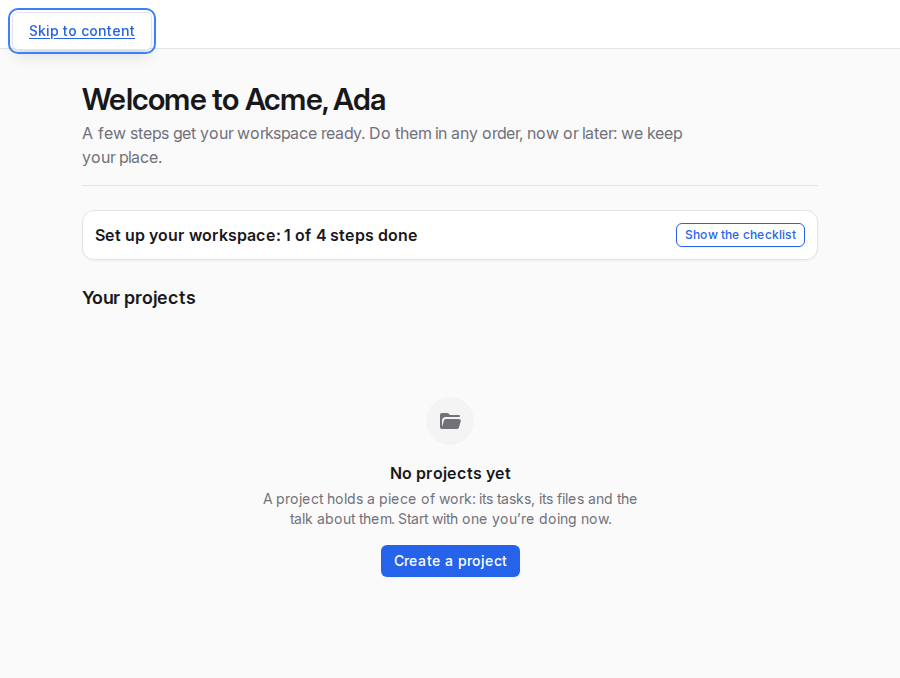 Skip to content
Welcome to Acme, Ada
A few steps get your workspace ready. Do them in any order, now or later: we keep
your place.
Set up your workspace: 1 of 4 steps done
Show the checklist
Your projects
No projects yet
A project holds a piece of work: its tasks, its files and the
talk about them. Start with one you’re doing now.
Create a project